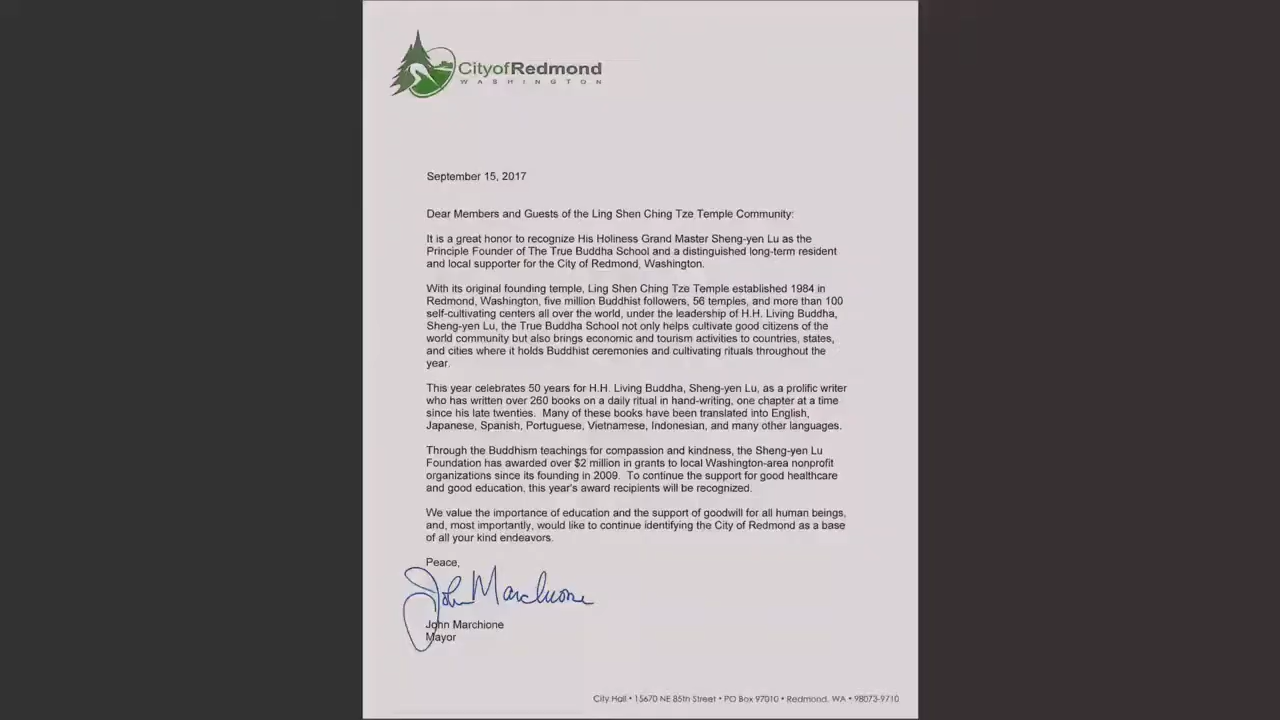 CityofRedmond
WASHINGTON
September 15, 2017
Dear Members and Guests of the Ling Shen Ching Tze Temple Community:
It is a great honor to recognize His Holiness Grand Master Sheng-yen Lu as the
Principle Founder of The True Buddha School and a distinguished long-term resident
and local supporter for the City of Redmond, Washington.
With its original founding temple, Ling Shen Ching Tze Temple established 1984 in
Redmond, Washington, five million Buddhist followers, 56 temples, and more than 100
self-cultivating centers all over the world, under the leadership of H.H. Living Buddha,
Sheng-yen Lu, the True Buddha School not only helps cultivate good citizens of the
world community but also brings economic and tourism activities to countries, states,
and cities where it holds Buddhist ceremonies and cultivating rituals throughout the
year.
This year celebrates 50 years for H.H. Living Buddha, Sheng-yen Lu, as a prolific writer
who has written over 260 books on a daily ritual in hand-writing, one chapter at a time
since his late twenties. Many of these books have been translated into English,
Japanese, Spanish, Portuguese, Vietnamese, Indonesian, and many other languages.
Through the Buddhism teachings for compassion and kindness, the Sheng-yen Lu
Foundation has awarded over $2 million in grants to local Washington-area nonprofit
organizations since its founding in 2009. To continue the support for good healthcare
and good education, this year's award recipients will be recognized.
We value the importance of education and the support of goodwill for all human beings,
and, most importantly, would like to continue identifying the City of Redmond as a base
of all your kind endeavors.
Peace,
John Marchione
John Marchione
Mayor
City Hall • 15670 NE 85th Street • PO Box 97010 • Redmond, WA • 98073-9710